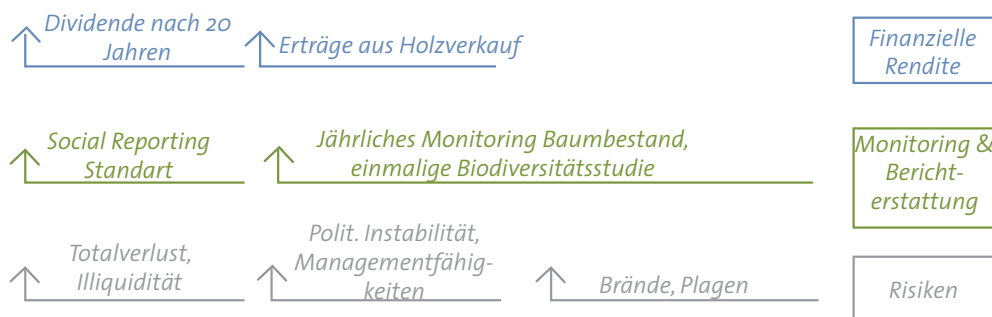 Dividende nach 20
Jahren
Erträge aus Holzverkauf
Finanzielle
Rendite
Social Reporting
Standart
Jährliches Monitoring Baumbestand,
einmalige Biodiversitätsstudie
Monitoring &
Bericht-
erstattung
Totalverlust,
Illiquidität
Polit. Instabilität,
Managementfähig-
keiten
Brände, Plagen
Risiken